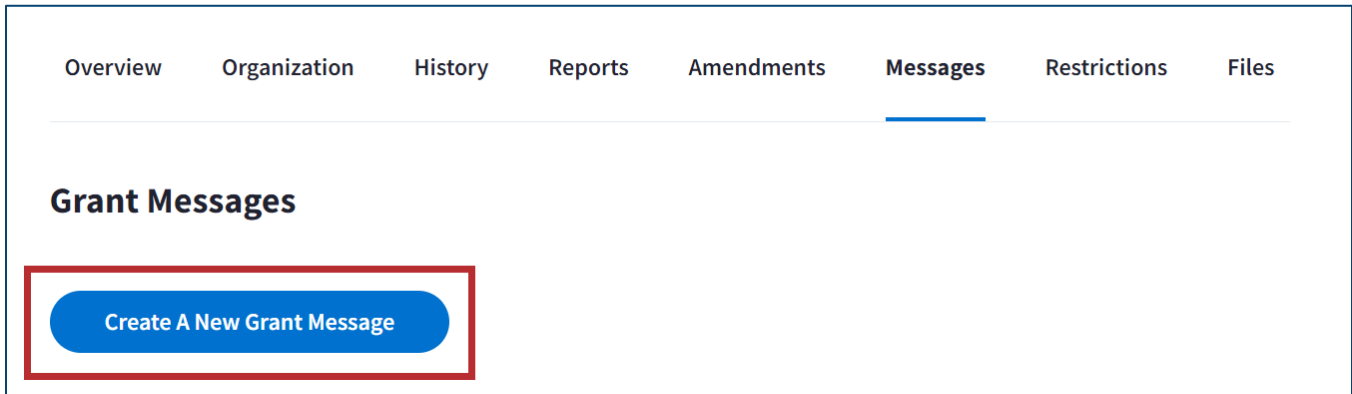 Overview Organization History Reports Amendments Messages Restrictions Files
Grant Messages
Create A New Grant Message